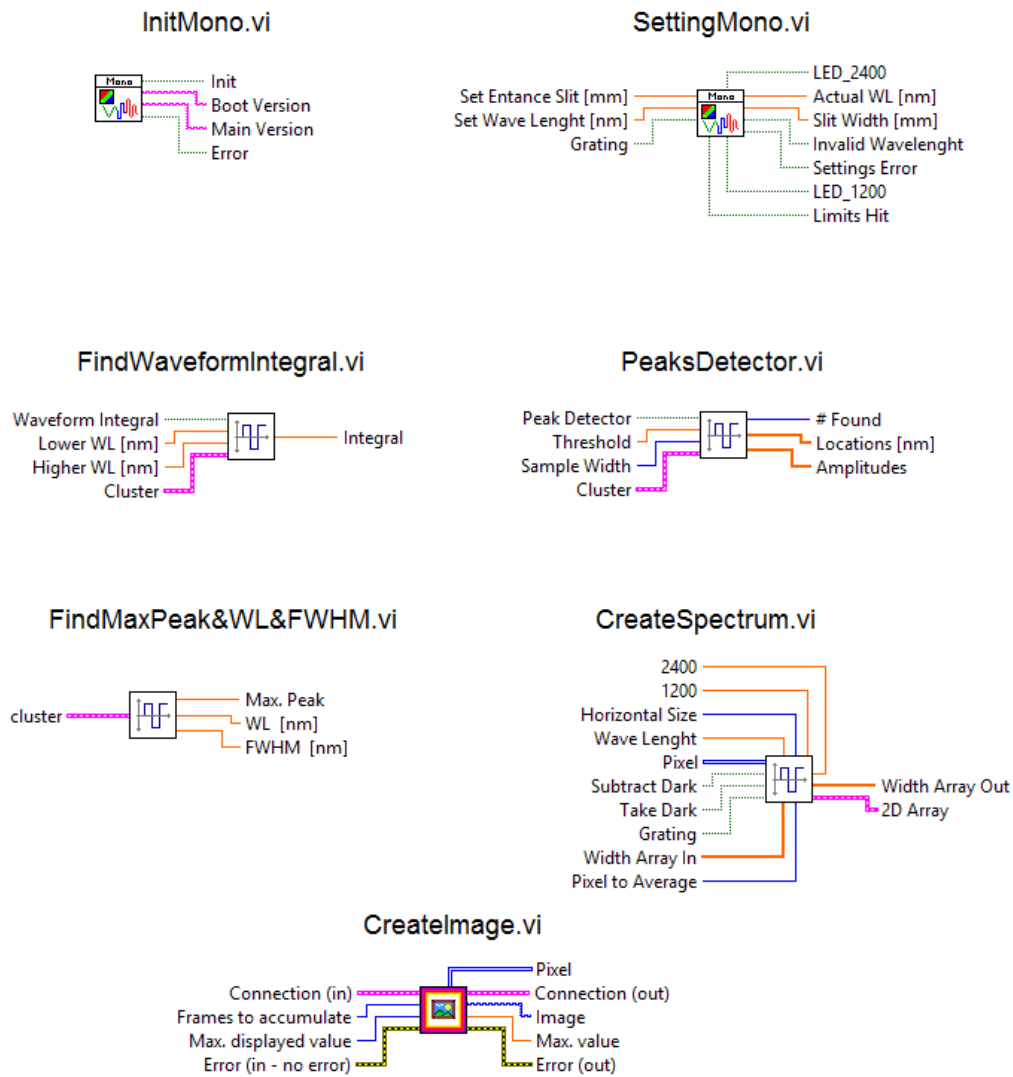 InitMono.vi
Mono
Init
Boot Version
Main Version
Error
SettingMono.vi
Set Entance Slit [mm]
Set Wave Lenght [nm]
Grating
Mono
LED_2400
Actual WL [nm]
Slit Width [mm]
Invalid Wavelenght
Settings Error
LED_1200
Limits Hit
FindWaveformIntegral.vi
Waveform Integral
Lower WL [nm]
Higher WL [nm]
Cluster
Integral
PeaksDetector.vi
Peak Detector
Threshold
Sample Width
Cluster
# Found
Locations [nm]
Amplitudes
FindMaxPeak&WL&FWHM.vi
cluster
Max. Peak
WL [nm]
FWHM [nm]
CreateSpectrum.vi
2400
1200
Horizontal Size
Wave Lenght
Pixel
Subtract Dark
Take Dark
Grating
Width Array In
Pixel to Average
Width Array Out
2D Array
CreateImage.vi
Connection (in)
Frames to accumulate
Max. displayed value
Error (in - no error)
Pixel
Connection (out)
Image
Max. value
Error (out)